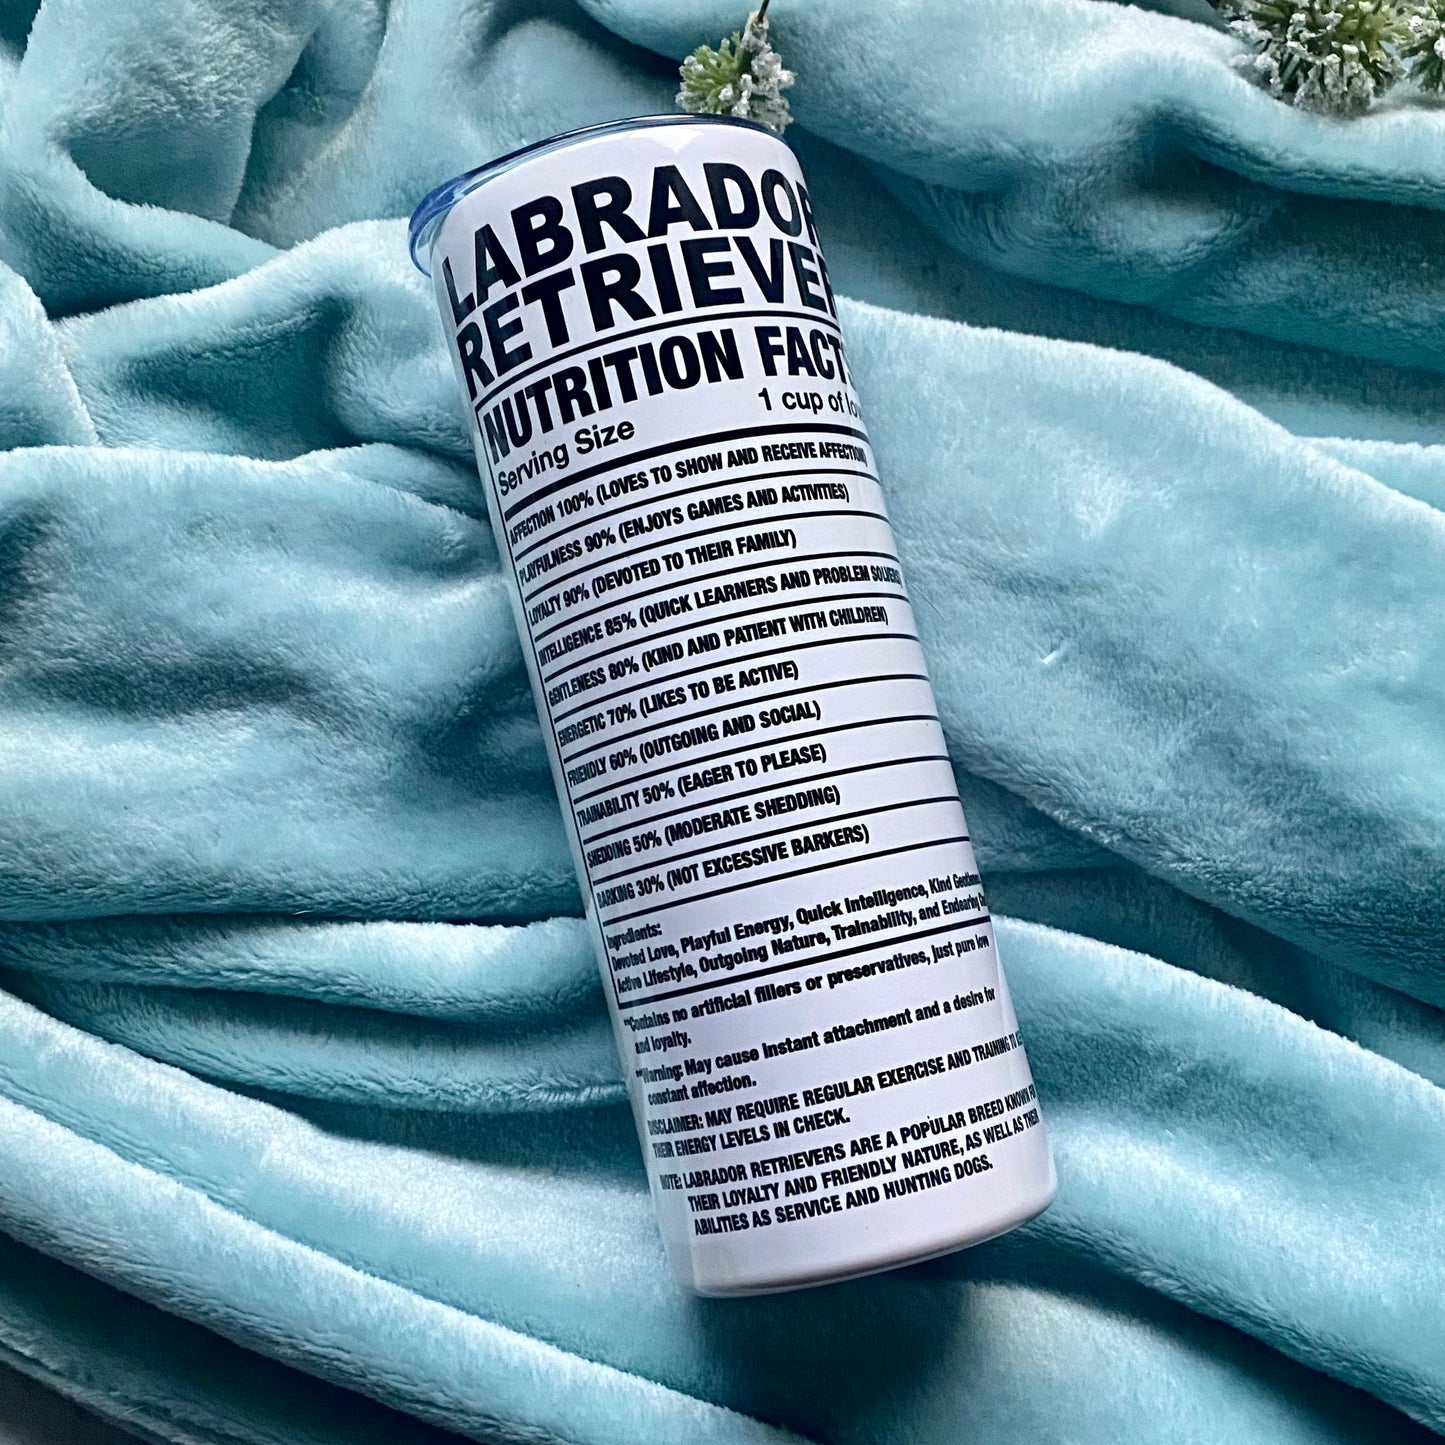 LABRADOR
RETRIEVER
NUTRITION FACTS
Serving Size 1 cup of
AFFECTION 100% (LOVES TO SHOW AND RECEIVE AFFECTION)
PLAYFULNESS 90% (ENJOYS GAMES AND ACTIVITIES)
LOYALTY 90% (DEVOTED TO THEIR FAMILY)
INTELLIGENCE 85% (QUICK LEARNERS AND PROBLEM SOLVERS)
GENTLENESS 80% (KIND AND PATIENT WITH CHILDREN)
ENERGETIC 70% (LIKES TO BE ACTIVE)
FRIENDLY 60% (OUTGOING AND SOCIAL)
TRAINABILITY 50% (EAGER TO PLEASE)
SHEDDING 50% (MODERATE SHEDDING)
BARKING 30% (NOT EXCESSIVE BARKERS)
Ingredients:
Devoted Love, Playful Energy, Quick Intelligence, Kind
Active Lifestyle, Outgoing Nature, Trainability, and Endearing
**Contains no artificial fillers or preservatives, just pure love
and loyalty.
**Warning: May cause instant attachment and a desire for
constant affection.
DISCLAIMER: MAY REQUIRE REGULAR EXERCISE AND TRAINING TO
THEIR ENERGY LEVELS IN CHECK.
NOTE: LABRADOR RETRIEVERS ARE A POPULAR BREED KNOWN FOR
THEIR LOYALTY AND FRIENDLY NATURE, AS WELL AS THEIR
ABILITIES AS SERVICE AND HUNTING DOGS.